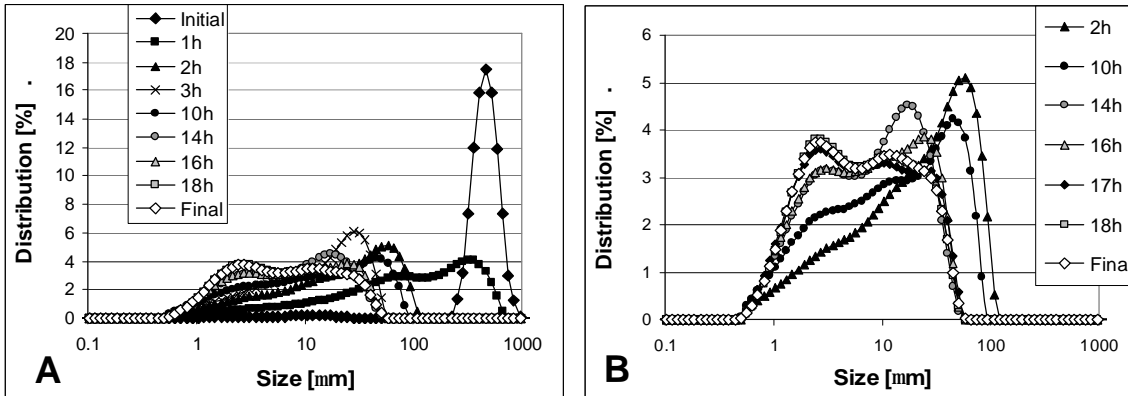 20
18
16
14
12
10
8
6
4
2
0
Distribution [%] .
0.1 1 10 100 1000
Size [mm]
A
Initial
1h
2h
3h
10h
14h
16h
18h
Final
6
5
4
3
2
1
0
Distribution [%] .
0.1 1 10 100 1000
Size [mm]
B
2h
10h
14h
16h
17h
18h
Final